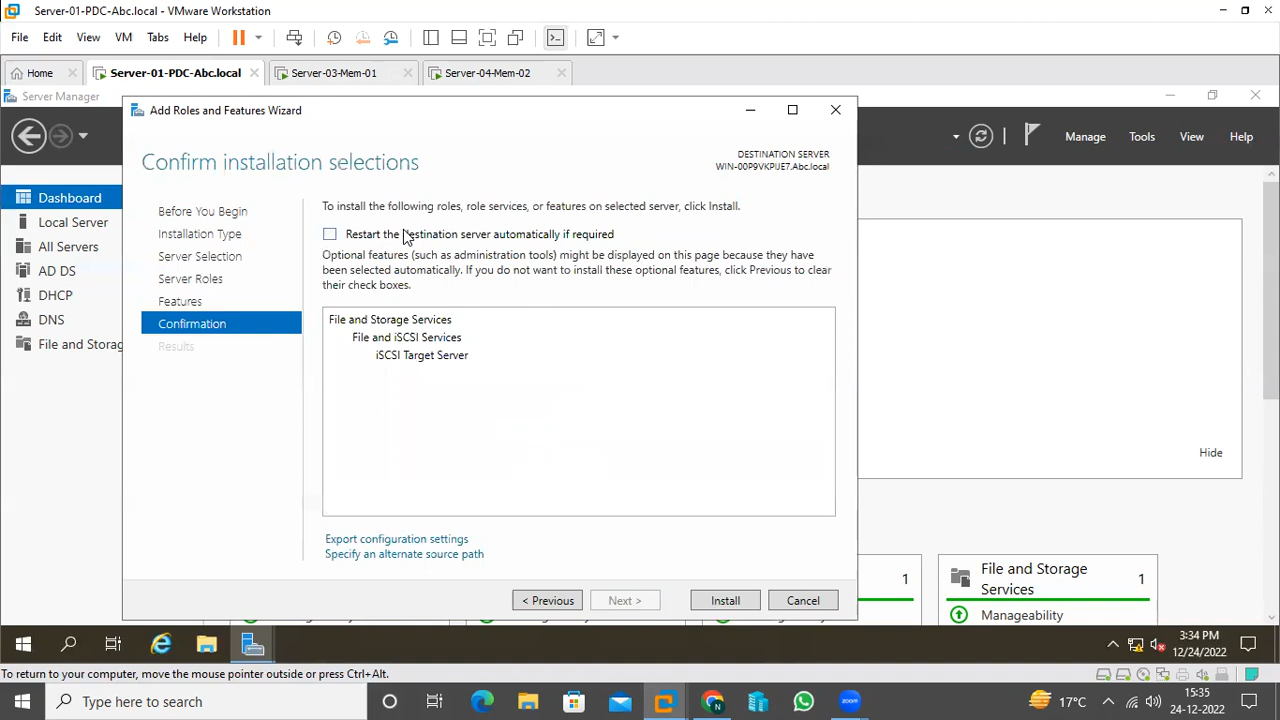 Server-01-PDC-Abc.local - VMware Workstation
File Edit View VM Tabs Help
Home Server-01-PDC-Abc.local Server-03-Mem-01 Server-04-Mem-02
Server Manager
Add Roles and Features Wizard
Manage Tools View Help
Confirm installation selections
DESTINATION SERVER
WIN-00P9VKPIJE7.Abc.local
Dashboard
Local Server
All Servers
AD DS
DHCP
DNS
File and Storag
Before You Begin
Installation Type
Server Selection
Server Roles
Features
Confirmation
Results
To install the following roles, role services, or features on selected server, click Install.
Restart the destination server automatically if required
Optional features (such as administration tools) might be displayed on this page because they have
been selected automatically. If you do not want to install these optional features, click Previous to clear
their check boxes.
File and Storage Services
File and iSCSI Services
iSCSI Target Server
Export configuration settings
Specify an alternate source path
< Previous Next > Install Cancel
Hide
1
File and Storage
Services
1
Manageability
3:34 PM
12/24/2022
To return to your computer, move the mouse pointer outside or press Ctrl+Alt.
Type here to search
zoom
17°C
15:35
24-12-2022